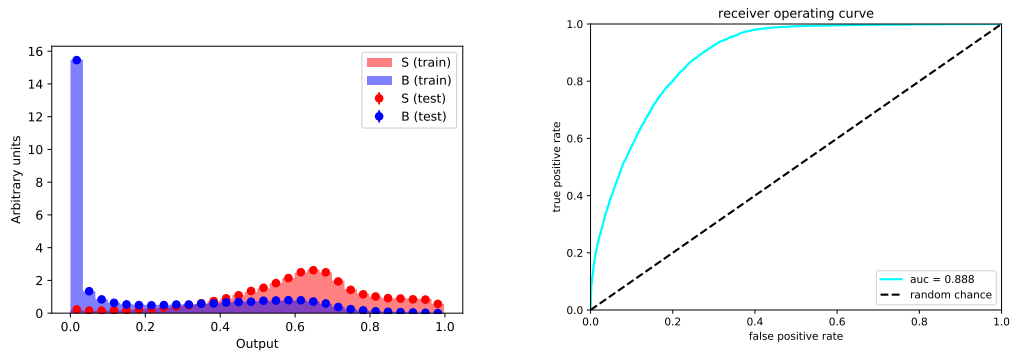 16
14
12
10
8
6
4
2
0
0.0 0.2 0.4 0.6 0.8 1.0
Output
Arbitrary units
S (train)
B (train)
S (test)
B (test)
receiver operating curve
1.0
0.8
0.6
0.4
0.2
0.0
0.0 0.2 0.4 0.6 0.8 1.0
false positive rate
true positive rate
auc = 0.888
random chance